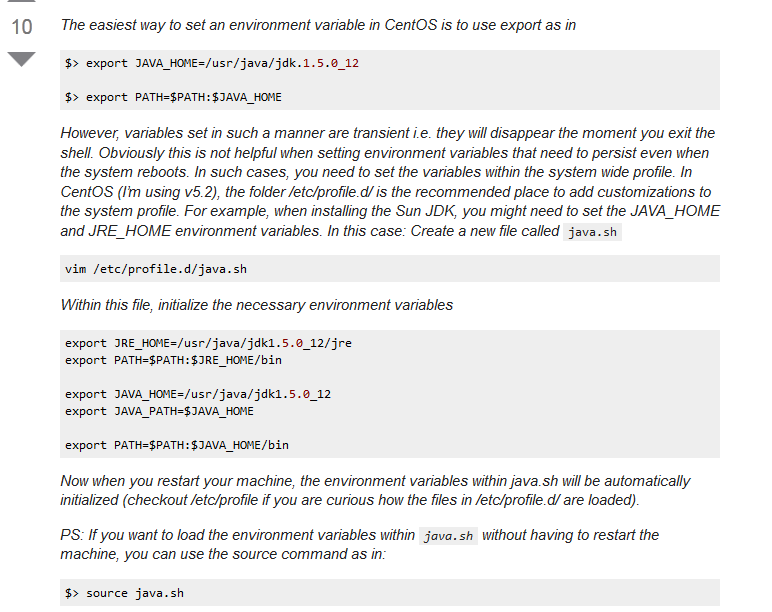 10
The easiest way to set an environment variable in CentOS is to use export as in
$> export JAVA_HOME=/usr/java/jdk.1.5.0_12
$> export PATH=$PATH:$JAVA_HOME
However, variables set in such a manner are transient i.e. they will disappear the moment you exit the
shell. Obviously this is not helpful when setting environment variables that need to persist even when
the system reboots. In such cases, you need to set the variables within the system wide profile. In
CentOS (I'm using v5.2), the folder /etc/profile.d/ is the recommended place to add customizations to
the system profile. For example, when installing the Sun JDK, you might need to set the JAVA_HOME
and JRE_HOME environment variables. In this case: Create a new file called java.sh
vim /etc/profile.d/java.sh
Within this file, initialize the necessary environment variables
export JRE_HOME=/usr/java/jdk1.5.0_12/jre
export PATH=$PATH:$JRE_HOME/bin
export JAVA_HOME=/usr/java/jdk1.5.0_12
export JAVA_PATH=$JAVA_HOME
export PATH=$PATH:$JAVA_HOME/bin
Now when you restart your machine, the environment variables within java.sh will be automatically
initialized (checkout /etc/profile if you are curious how the files in /etc/profile.d/ are loaded).
PS: If you want to load the environment variables within java.sh without having to restart the
machine, you can use the source command as in:
$> source java.sh